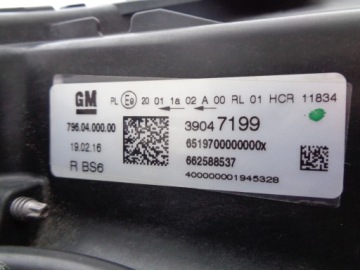 GM PL E9 20 01 1a 02 A 00 RL 01 HCR 11834
796.04.000.00 39047199
19.02.16 6519700000000X
R BS6 662588537
400000001945328